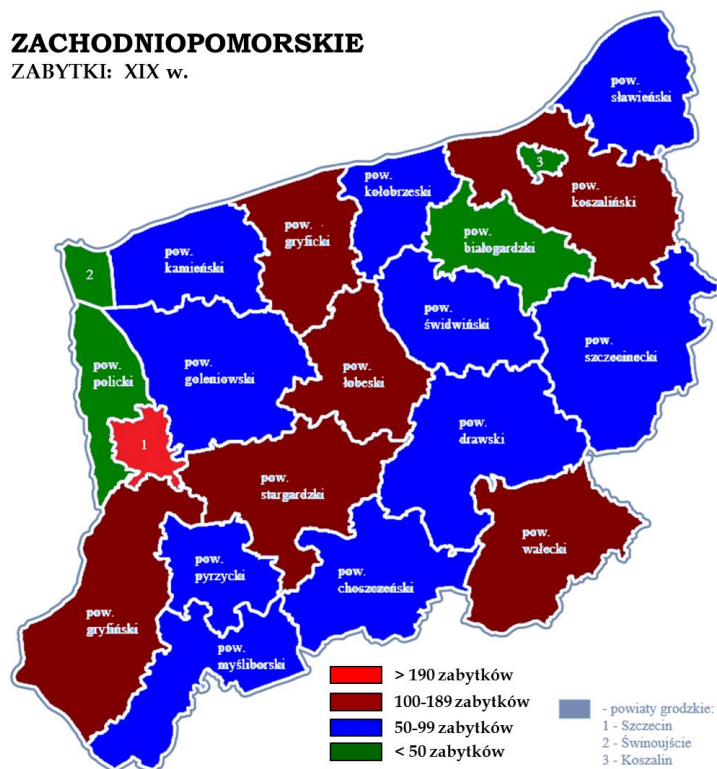 ZACHODNIOPOMORSKIE
ZABYTKI: XIX w.
pow.
sławieński
3
pow.
koszaliński
pow.
kołobrzeski
pow.
gryficki
pow.
białogardzki
pow.
kamieński
2
pow.
świdwiński
pow.
szczecinecki
pow.
policki
pow.
goleniowski
pow.
łobeski
1
pow.
drawski
pow.
stargardzki
pow.
wałecki
pow.
pyrzycki
pow.
choszczeński
pow.
gryfiński
pow.
myśliborski
> 190 zabytków
100-189 zabytków
50-99 zabytków
< 50 zabytków
- powiaty grodzkie:
1 - Szczecin
2 - Świnoujście
3 - Koszalin